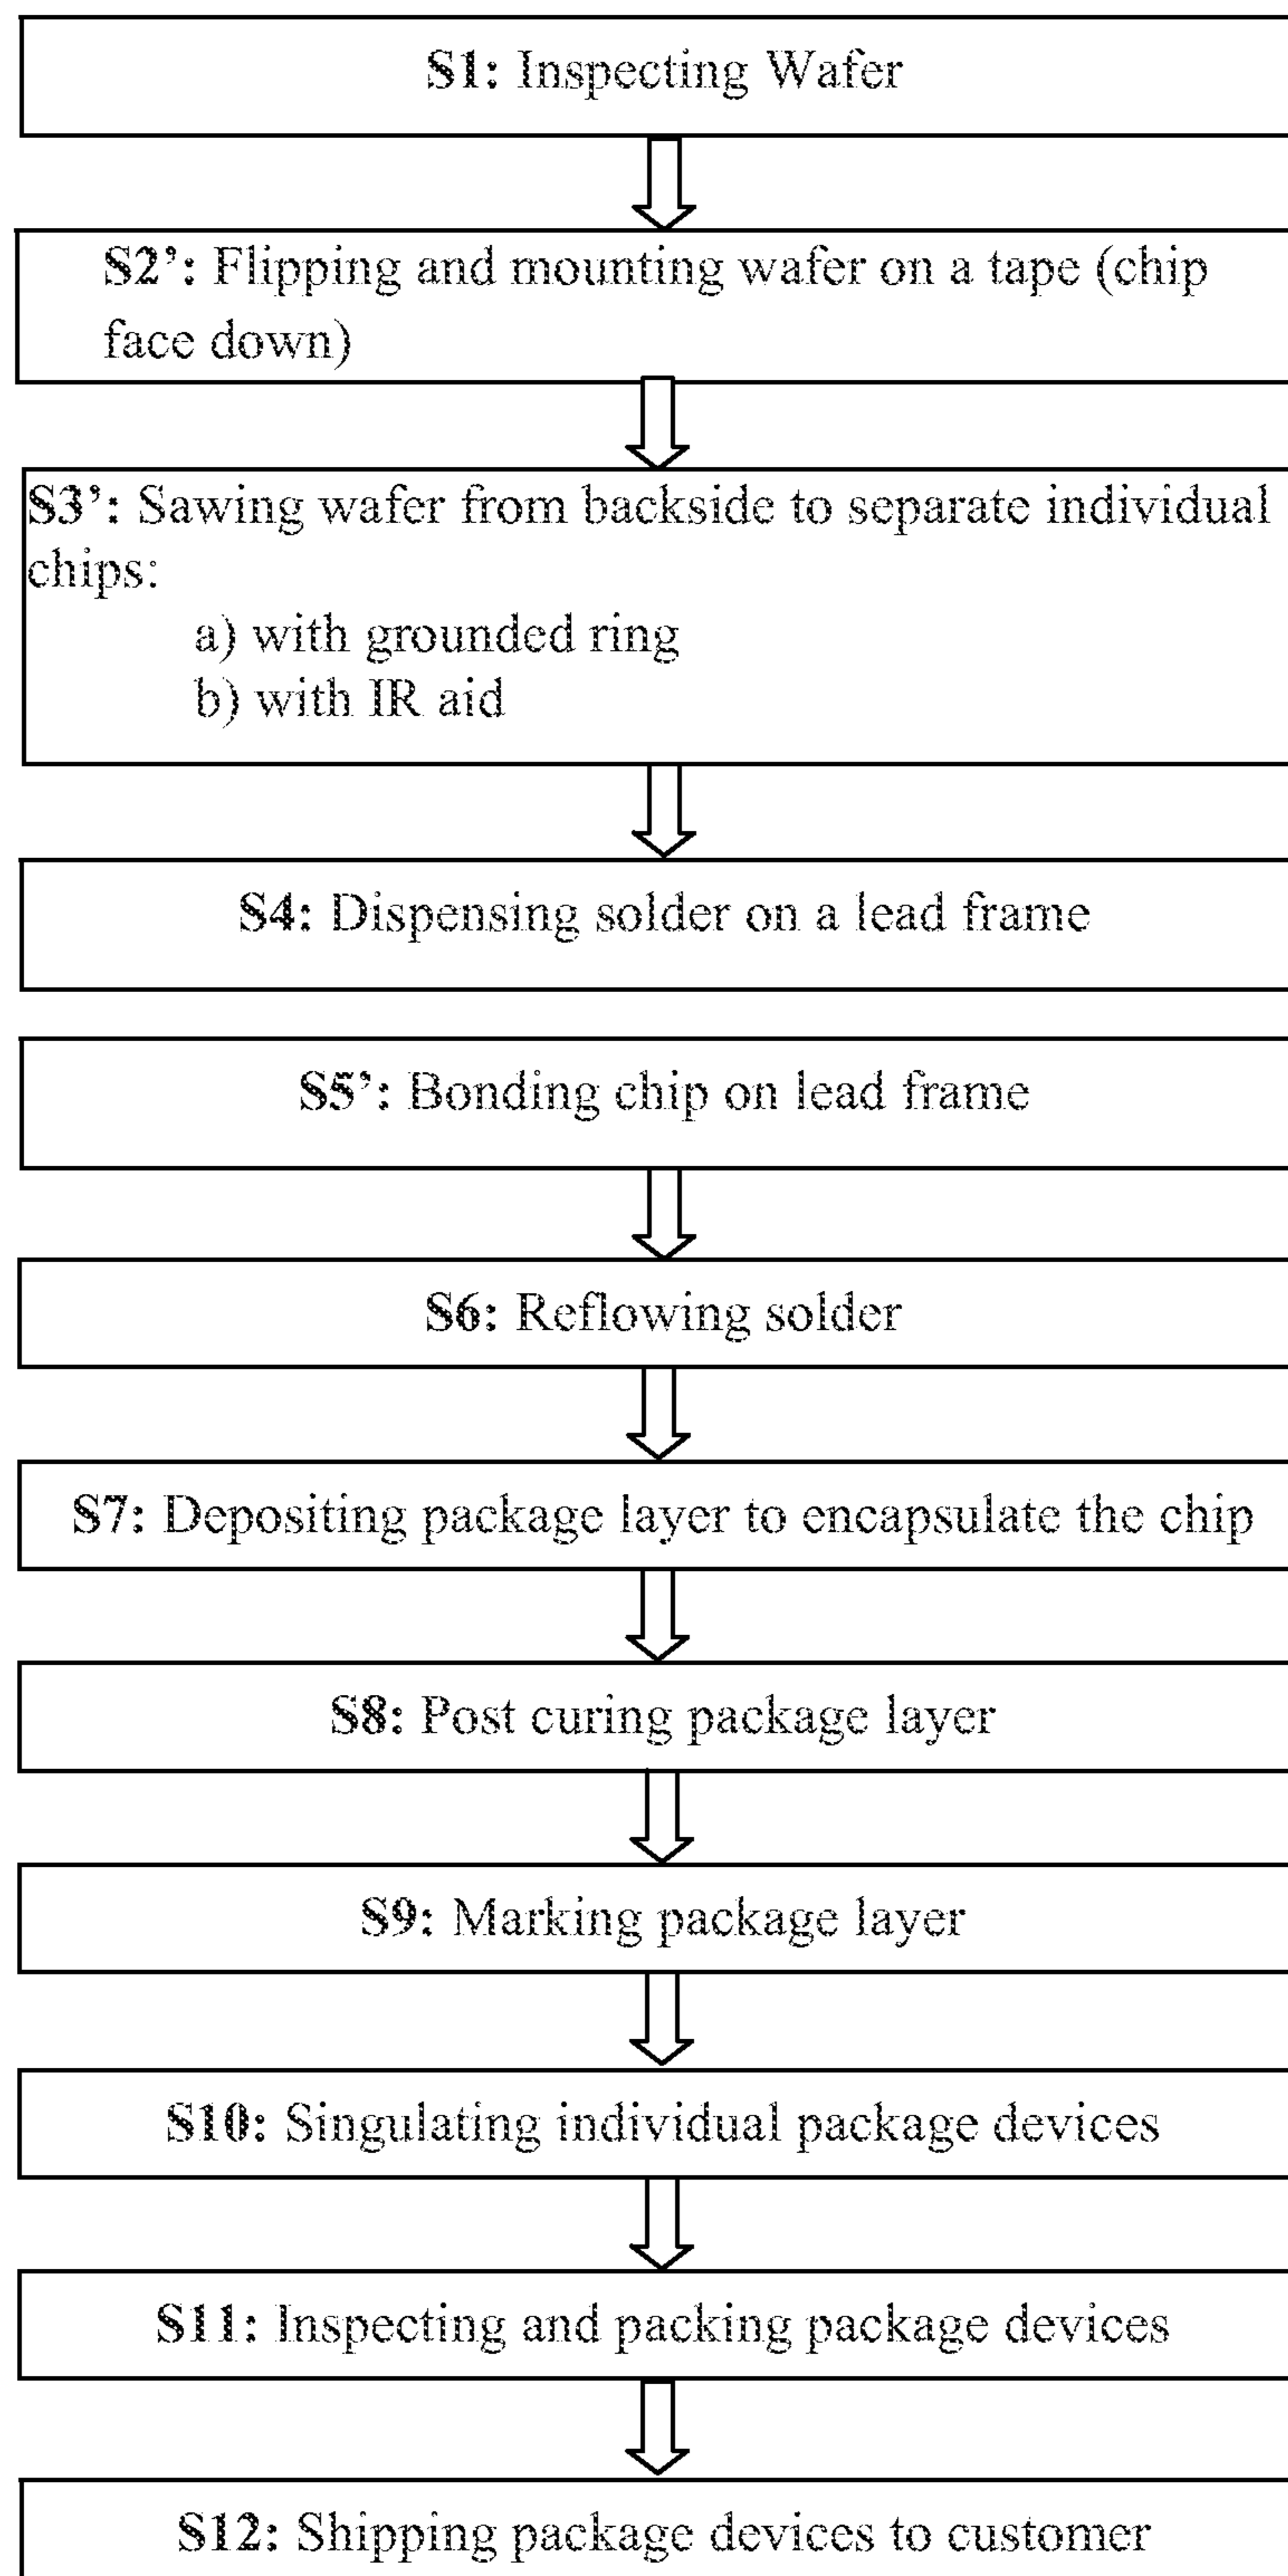 S1: Inspecting Wafer
S2’: Flipping and mounting wafer on a tape (chip
face down)
S3’: Sawing wafer from backside to separate individual
chips:
a) with grounded ring
b) with IR aid
S4: Dispensing solder on a lead frame
S5’: Bonding chip on lead frame
S6: Reflowing solder
S7: Depositing package layer to encapsulate the chip
S8: Post curing package layer
S9: Marking package layer
S10: Singulating individual package devices
S11: Inspecting and packing package devices
S12: Shipping package devices to customer